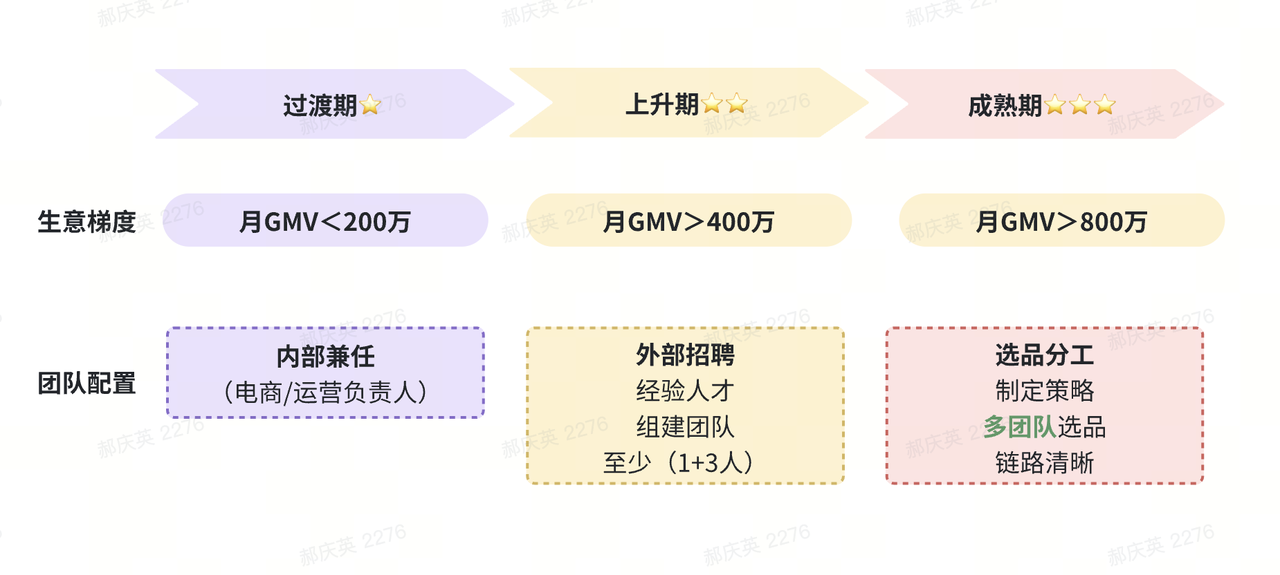 过渡期⭐
上升期⭐⭐
成熟期⭐⭐⭐
生意梯度
月GMV＜200万
月GMV＞400万
月GMV＞800万
团队配置
内部兼任
（电商/运营负责人）
外部招聘
经验人才
组建团队
至少（1+3人）
选品分工
制定策略
多团队选品
链路清晰
郝庆英 2276